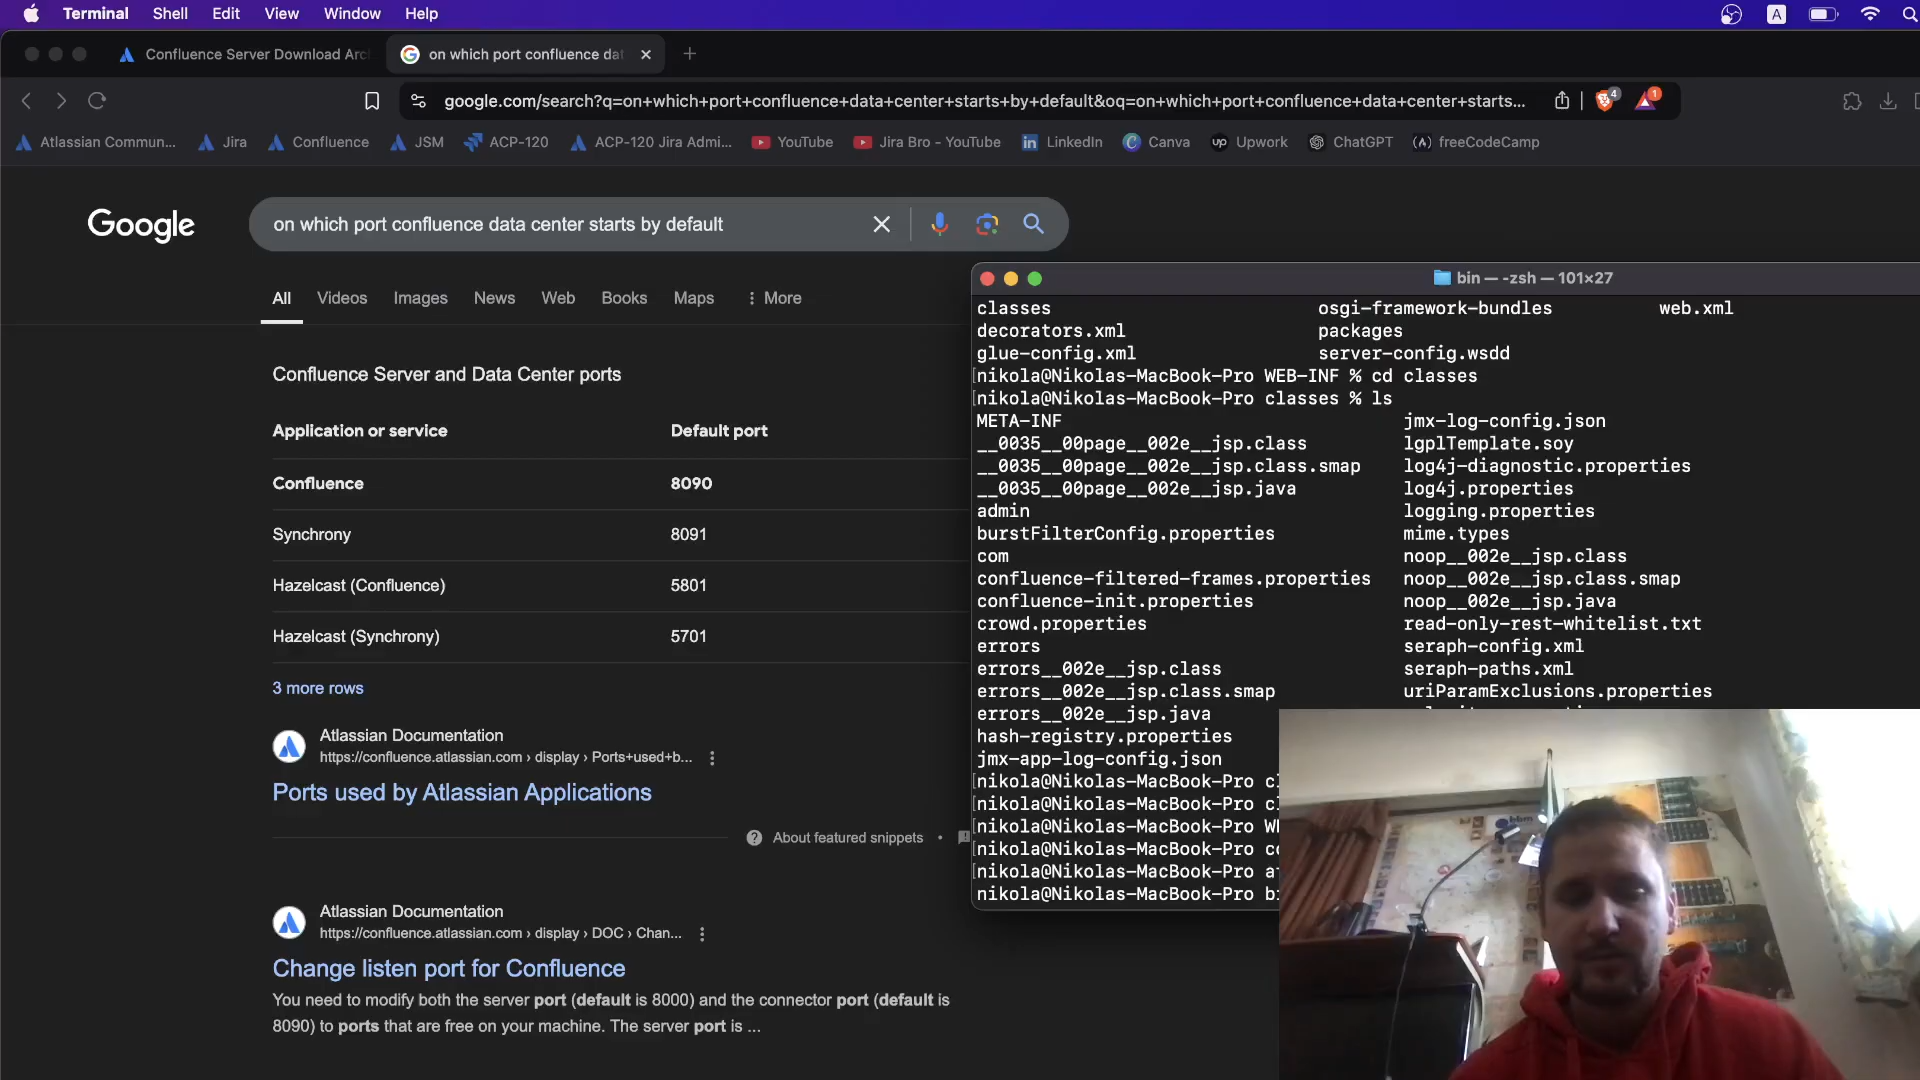 Terminal Shell Edit View Window Help
A
Confluence Server Download Arc
on which port confluence dat
google.com/search?q=on+which+port+confluence+data+center+starts+by+default&oq=on+which+port+confluence+data+center+starts...
4
1
Atlassian Commun...
Jira
Confluence
JSM
ACP-120
ACP-120 Jira Admi...
YouTube
Jira Bro - YouTube
LinkedIn
Canva
Upwork
ChatGPT
freeCodeCamp
Google
on which port confluence data center starts by default
All Videos Images News Web Books Maps More
Confluence Server and Data Center ports
Application or service Default port
Confluence 8090
Synchrony 8091
Hazelcast (Confluence) 5801
Hazelcast (Synchrony) 5701
3 more rows
Atlassian Documentation
https://confluence.atlassian.com › display › Ports+used+b...
Ports used by Atlassian Applications
About featured snippets •
Atlassian Documentation
https://confluence.atlassian.com › display › DOC › Chan...
Change listen port for Confluence
You need to modify both the server port (default is 8000) and the connector port (default is
8090) to ports that are free on your machine. The server port is ...
bin — -zsh — 101×27
classes osgi-framework-bundles web.xml
decorators.xml packages
glue-config.xml server-config.wsdd
[nikola@Nikolas-MacBook-Pro WEB-INF % cd classes
[nikola@Nikolas-MacBook-Pro classes % ls
META-INF jmx-log-config.json
__0035__00page__002e__jsp.class lgplTemplate.soy
__0035__00page__002e__jsp.class.smap log4j-diagnostic.properties
__0035__00page__002e__jsp.java log4j.properties
admin logging.properties
burstFilterConfig.properties mime.types
com noop__002e__jsp.class
confluence-filtered-frames.properties noop__002e__jsp.class.smap
confluence-init.properties noop__002e__jsp.java
crowd.properties read-only-rest-whitelist.txt
errors seraph-config.xml
errors__002e__jsp.class seraph-paths.xml
errors__002e__jsp.class.smap uriParamExclusions.properties
errors__002e__jsp.java
hash-registry.properties
jmx-app-log-config.json
[nikola@Nikolas-MacBook-Pro cl
[nikola@Nikolas-MacBook-Pro cl
[nikola@Nikolas-MacBook-Pro W
[nikola@Nikolas-MacBook-Pro co
[nikola@Nikolas-MacBook-Pro at
nikola@Nikolas-MacBook-Pro bi